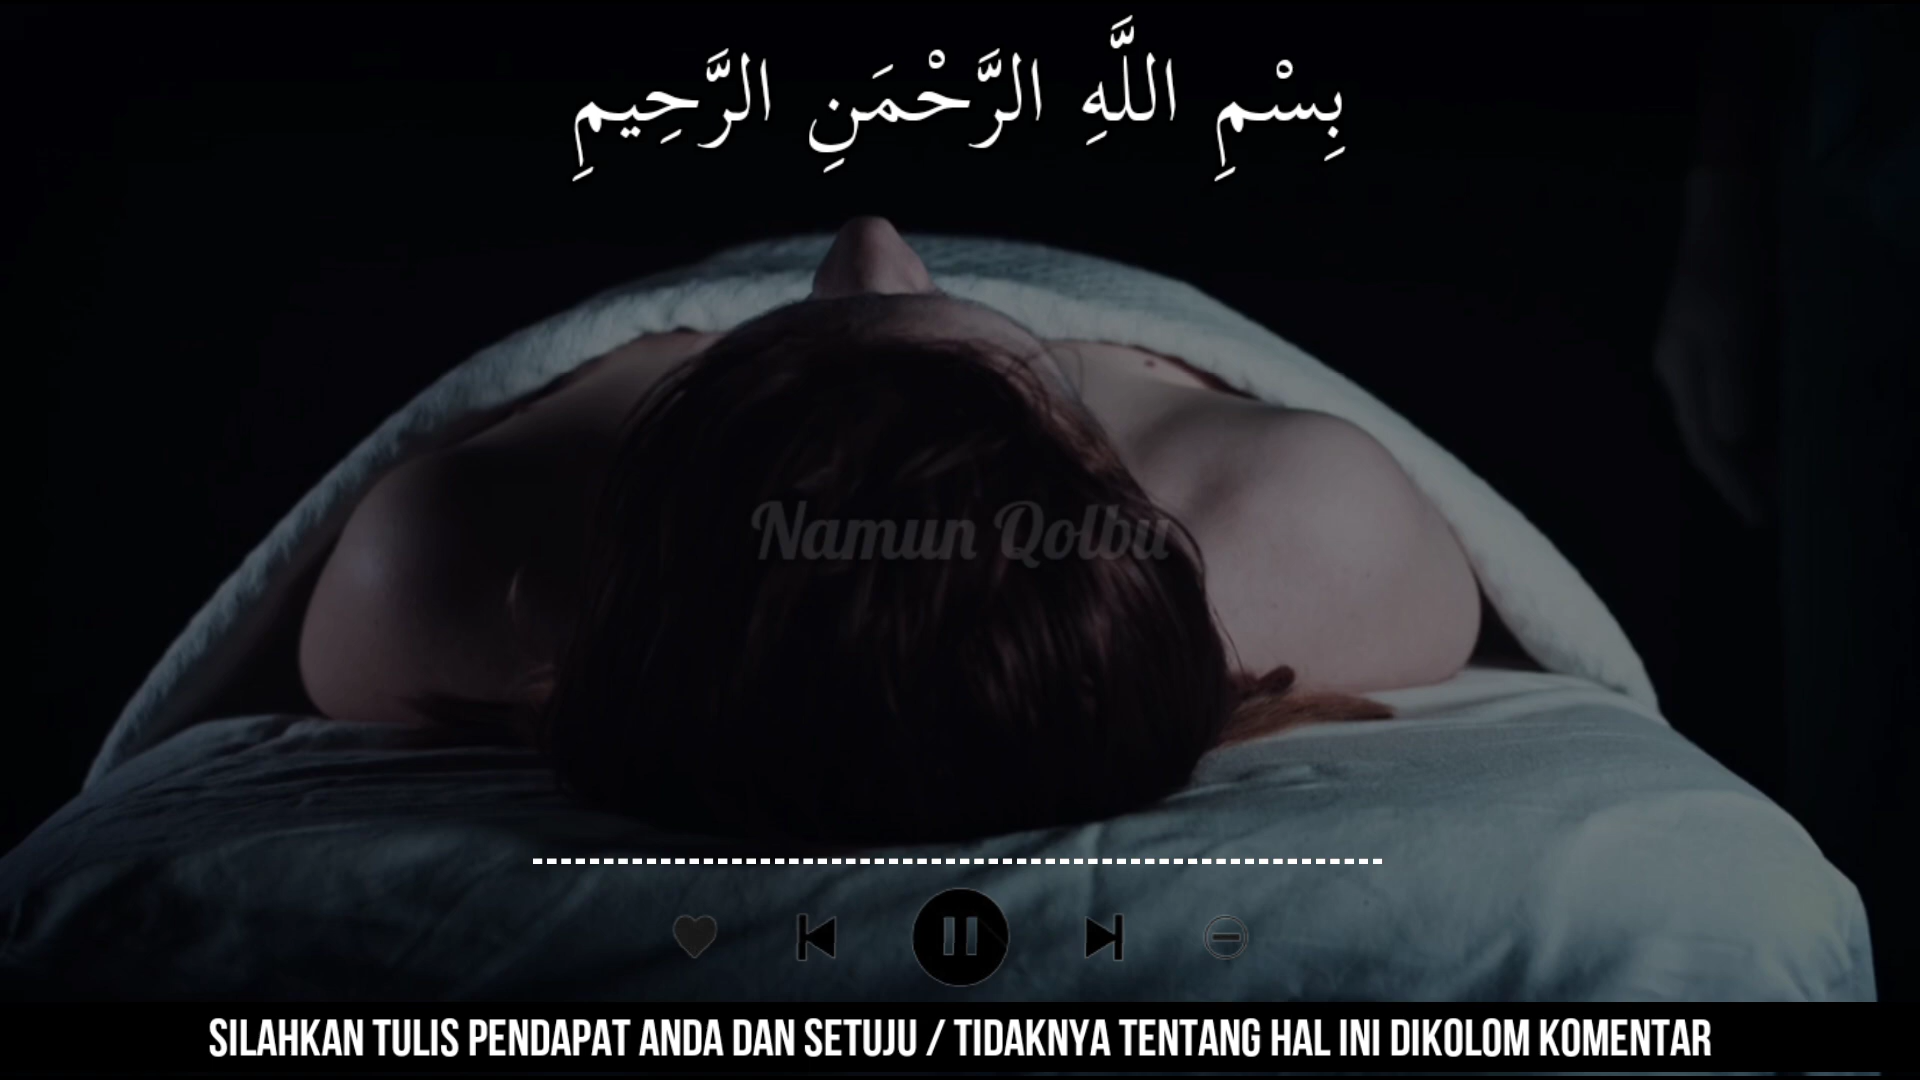 بِسْمِ اللَّهِ الرَّحْمَنِ الرَّحِيمِ
Namun Qolbu
SILAHKAN TULIS PENDAPAT ANDA DAN SETUJU / TIDAKNYA TENTANG HAL INI DIKOLOM KOMENTAR